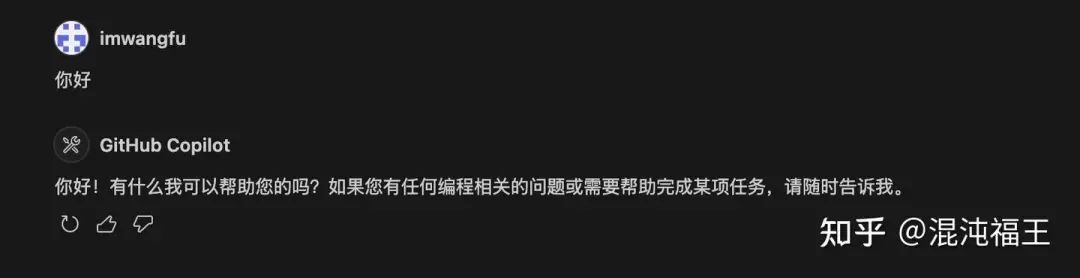 imwangfu
你好
GitHub Copilot
你好！有什么我可以帮助您的吗？如果您有任何编程相关的问题或需要帮助完成某项任务，请随时告诉我。
知乎 @混沌福王